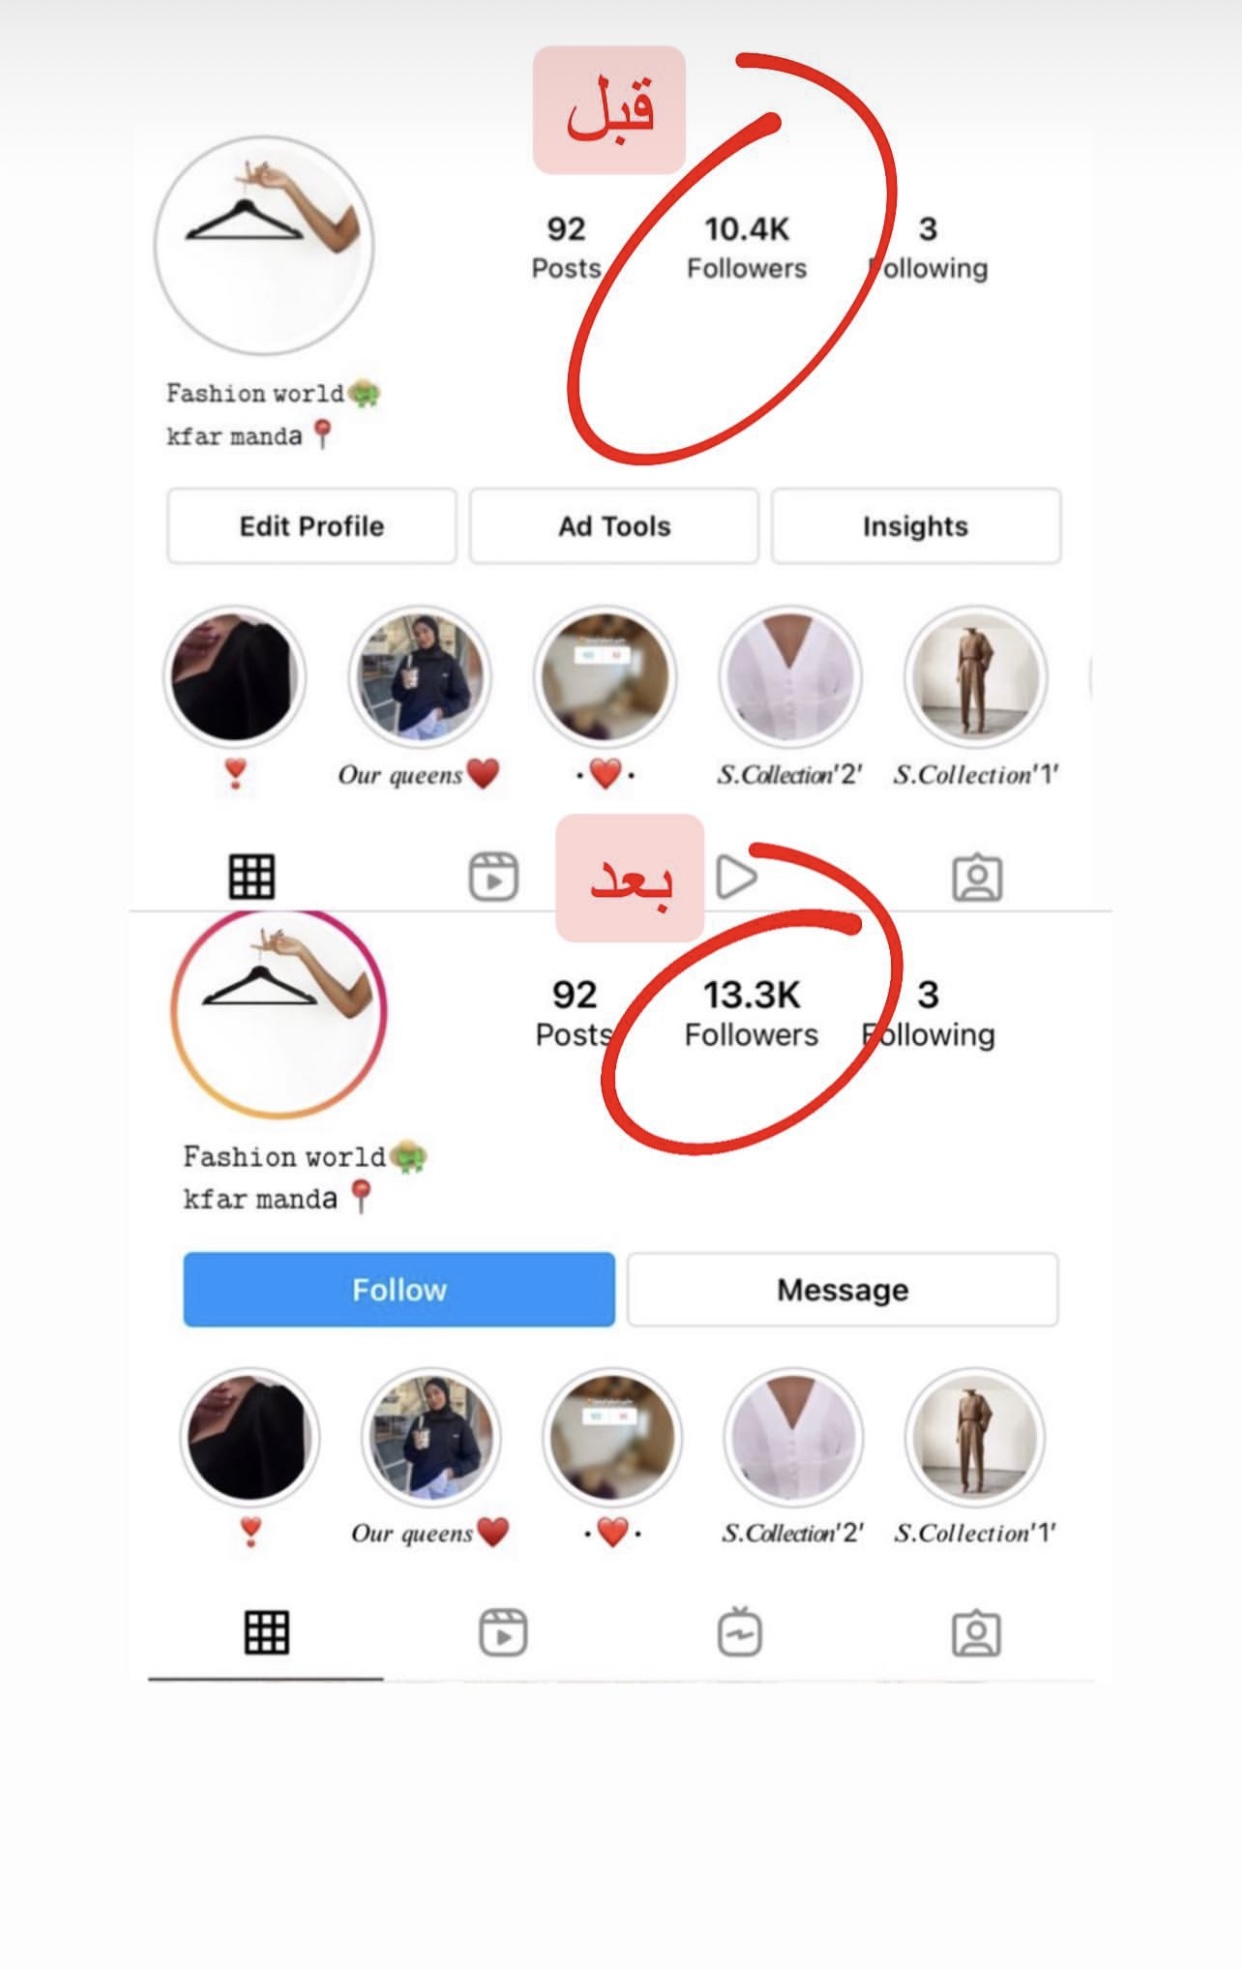 قبل
92 10.4K 3
Posts Followers Following
Fashion world
kfar manda
Edit Profile Ad Tools Insights
Our queens S.Collection'2' S.Collection'1'
بعد
92 13.3K 3
Posts Followers Following
Fashion world
kfar manda
Follow Message
Our queens S.Collection'2' S.Collection'1'